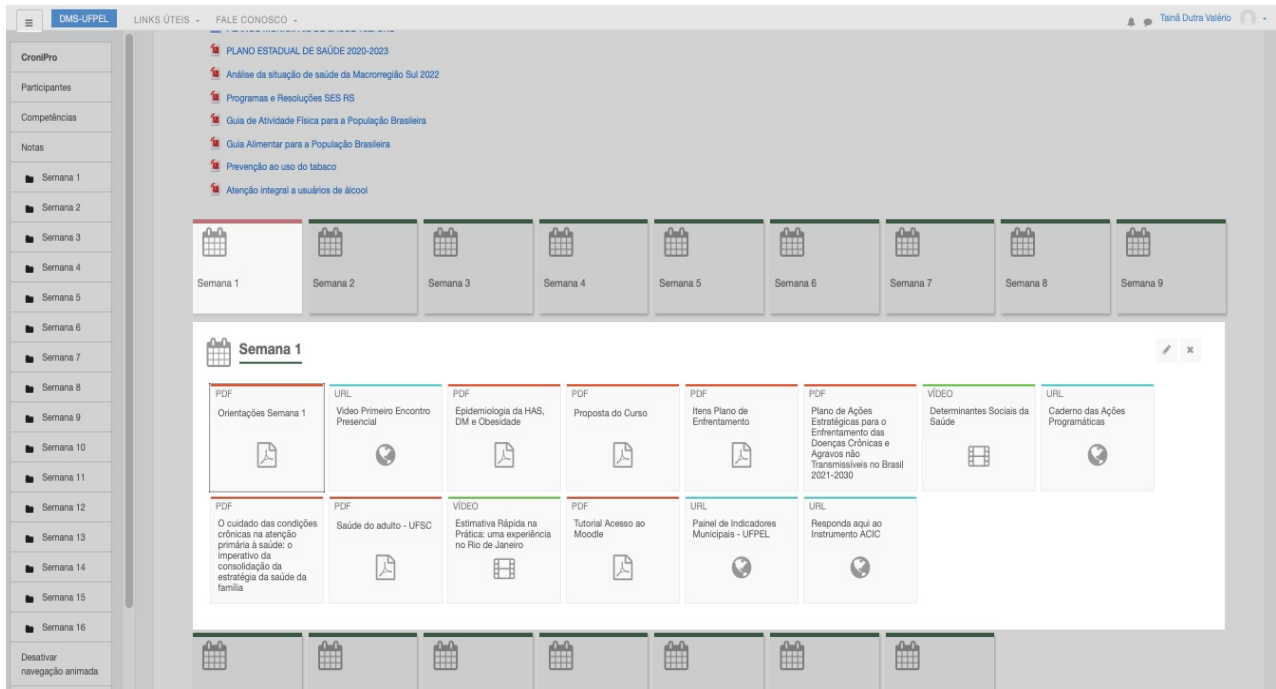 DMS-UFPEL
LINKS ÚTEIS
FALE CONOSCO
Tainã Dutra Valério
CroniPro
Participantes
Competências
Notas
Semana 1
Semana 2
Semana 3
Semana 4
Semana 5
Semana 6
Semana 7
Semana 8
Semana 9
Semana 10
Semana 11
Semana 12
Semana 13
Semana 14
Semana 15
Semana 16
Desativar
navegação animada
PLANO ESTADUAL DE SAÚDE 2020-2023
Análise da situação de saúde da Macrorregião Sul 2022
Programas e Resoluções SES RS
Guia de Atividade Física para a População Brasileira
Guia Alimentar para a População Brasileira
Prevenção ao uso do tabaco
Atenção integral a usuários de álcool
Semana 1
Semana 2
Semana 3
Semana 4
Semana 5
Semana 6
Semana 7
Semana 8
Semana 9
Semana 1
PDF
Orientações Semana 1
URL
Video Primeiro Encontro
Presencial
PDF
Epidemiologia da HAS,
DM e Obesidade
PDF
Proposta do Curso
PDF
Itens Plano de
Enfrentamento
PDF
Plano de Ações
Estratégicas para o
Enfrentamento das
Doenças Crônicas e
Agravos não
Transmissíveis no Brasil
2021-2030
VÍDEO
Determinantes Sociais da
Saúde
URL
Caderno das Ações
Programáticas
PDF
O cuidado das condições
crônicas na atenção
primária à saúde: o
imperativo da
consolidação da
estratégia da saúde da
família
PDF
Saúde do adulto - UFSC
VÍDEO
Estimativa Rápida na
Prática: uma experiência
no Rio de Janeiro
PDF
Tutorial Acesso ao
Moodle
URL
Painel de Indicadores
Municipais - UFPEL
URL
Responda aqui ao
Instrumento ACIC